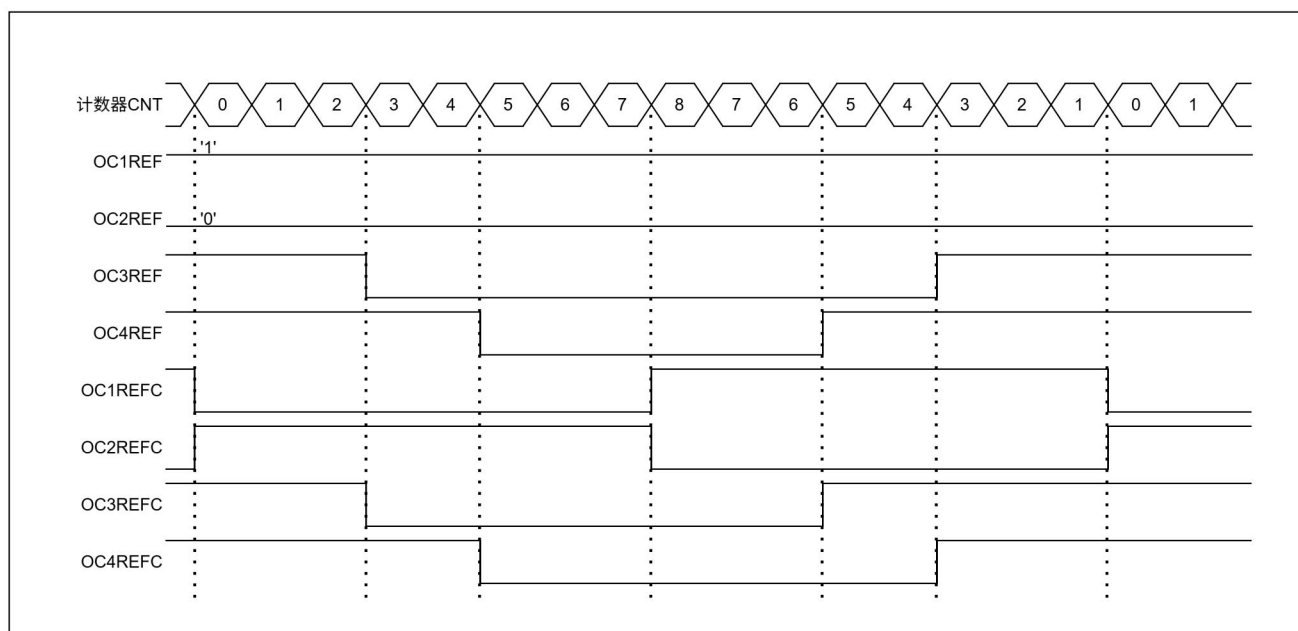 计数器CNT 0 1 2 3 4 5 6 7 8 7 6 5 4 3 2 1 0 1
OC1REF '1'
OC2REF '0'
OC3REF
OC4REF
OC1REFC
OC2REFC
OC3REFC
OC4REFC